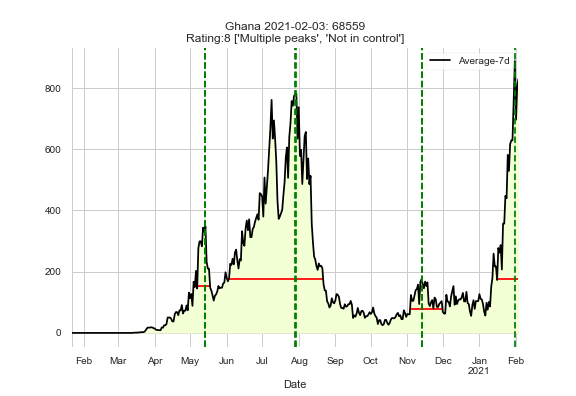 Ghana 2021-02-03: 68559
Rating:8 ['Multiple peaks', 'Not in control']
Average-7d
800
600
400
200
0
Feb Mar Apr May Jun Jul Aug Sep Oct Nov Dec Jan Feb
2021
Date